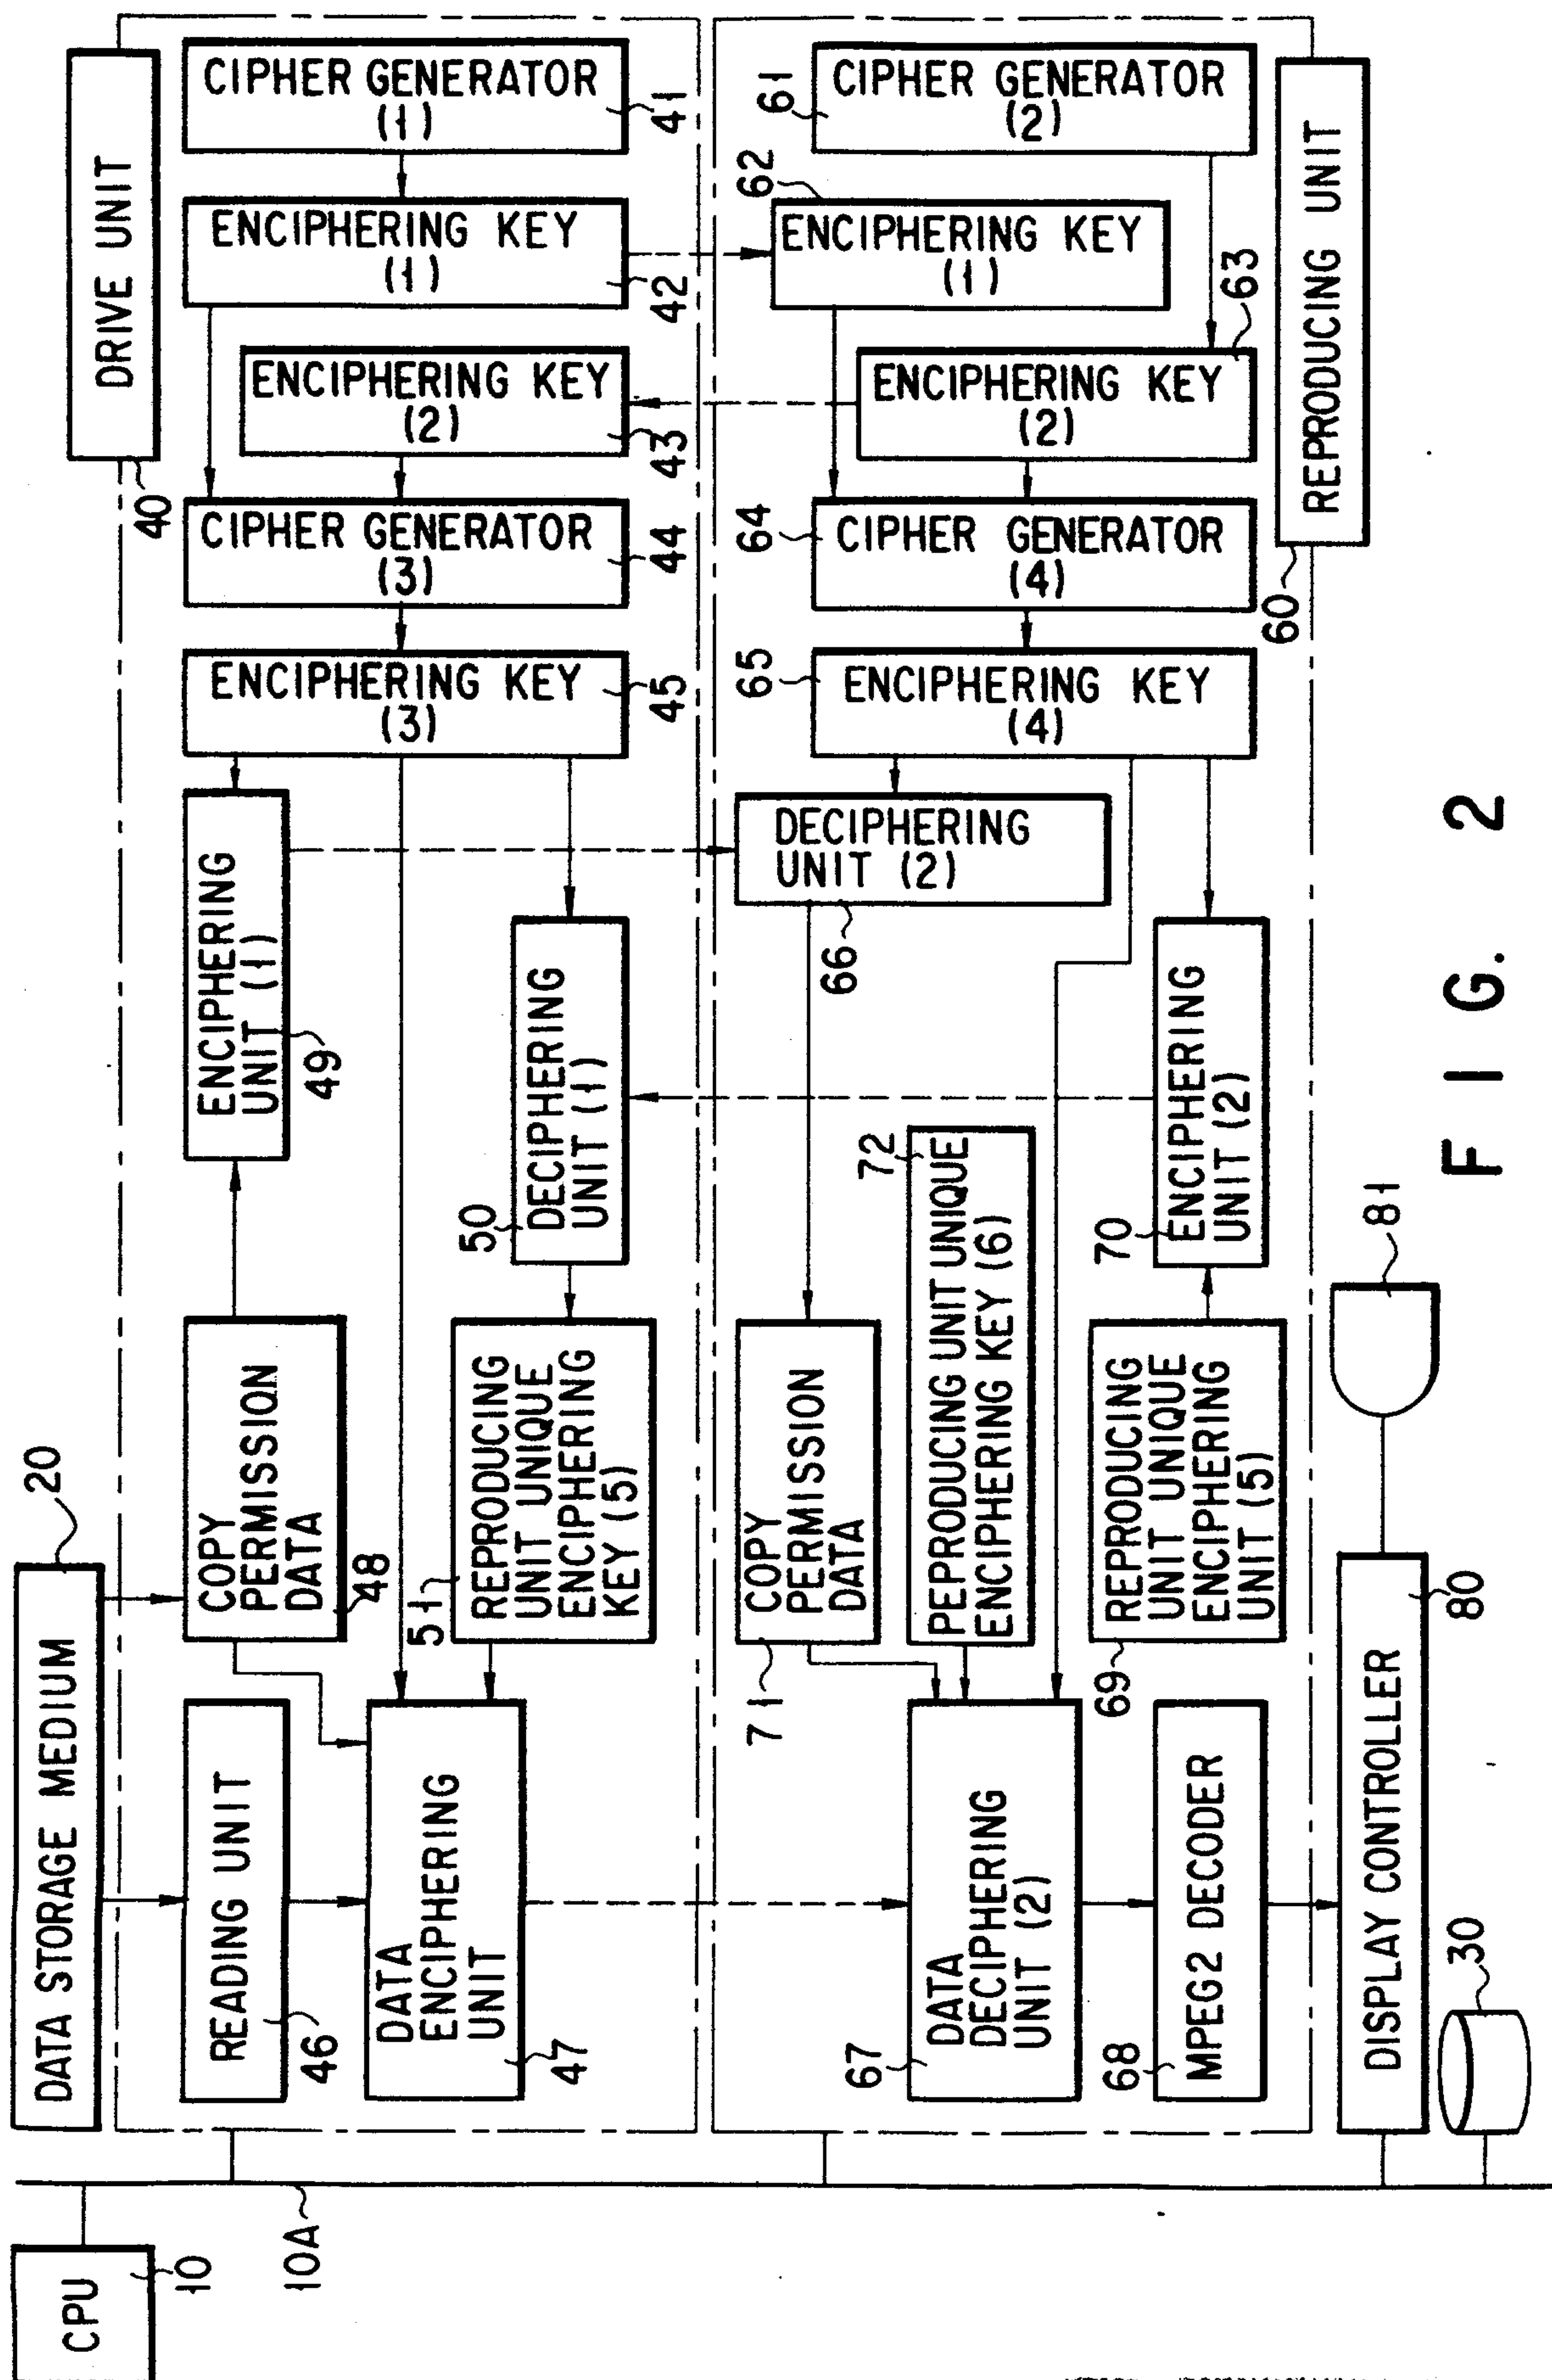 DRIVE UNIT
40
CIPHER GENERATOR
(1)
41
ENCIPHERING KEY
(1)
42
ENCIPHERING KEY
(2)
43
CIPHER GENERATOR
(3)
44
ENCIPHERING KEY
(3)
45
CIPHER GENERATOR
(2)
61
62
ENCIPHERING KEY
(1)
63
ENCIPHERING KEY
(2)
64
CIPHER GENERATOR
(4)
65
ENCIPHERING KEY
(4)
REPRODUCING UNIT
60
ENCIPHERING
UNIT (1)
49
DECIPHERING
UNIT (1)
50
DECIPHERING
UNIT (2)
66
ENCIPHERING
UNIT (2)
70
DATA STORAGE MEDIUM
20
COPY
PERMISSION
DATA
48
REPRODUCING
UNIT UNIQUE
ENCIPHERING
KEY (5)
51
COPY
PERMISSION
DATA
71
PEPRODUCING UNIT UNIQUE
ENCIPHERING KEY (6)
72
REPRODUCING
UNIT UNIQUE
ENCIPHERING
UNIT (5)
69
READING UNIT
46
DATA
ENCIPHERING
UNIT
47
DATA
DECIPHERING
UNIT (2)
67
MPEG2 DECODER
68
DISPLAY CONTROLLER
80
81
30
CPU
10
10A
FIG. 2